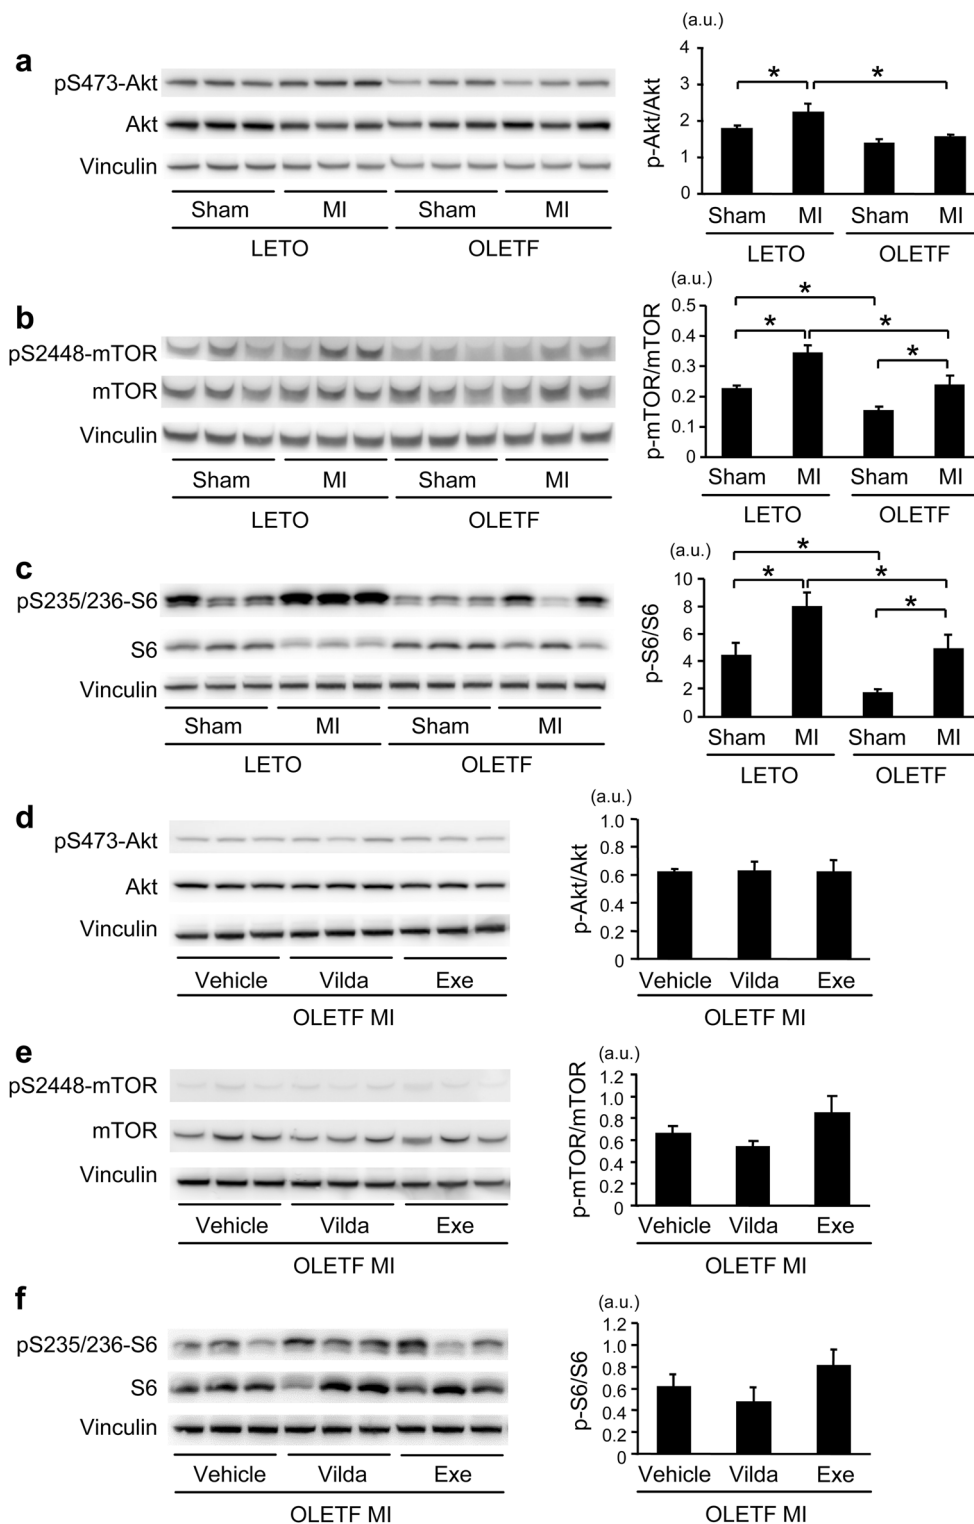 a
pS473-Akt
Akt
Vinculin
Sham MI Sham MI
LETO OLETF
(a.u.)
p-Akt/Akt
4
3
2
1
0
* *
Sham MI Sham MI
LETO OLETF
b
pS2448-mTOR
mTOR
Vinculin
Sham MI Sham MI
LETO OLETF
(a.u.)
p-mTOR/mTOR
0.5
0.4
0.3
0.2
0.1
0
*
* *
*
Sham MI Sham MI
LETO OLETF
c
pS235/236-S6
S6
Vinculin
Sham MI Sham MI
LETO OLETF
(a.u.)
p-S6/S6
10
8
6
4
2
0
*
* *
*
Sham MI Sham MI
LETO OLETF
d
pS473-Akt
Akt
Vinculin
Vehicle Vilda Exe
OLETF MI
(a.u.)
p-Akt/Akt
1.0
0.8
0.6
0.4
0.2
0
Vehicle Vilda Exe
OLETF MI
e
pS2448-mTOR
mTOR
Vinculin
Vehicle Vilda Exe
OLETF MI
(a.u.)
p-mTOR/mTOR
1.2
1.0
0.8
0.6
0.4
0.2
0
Vehicle Vilda Exe
OLETF MI
f
pS235/236-S6
S6
Vinculin
Vehicle Vilda Exe
OLETF MI
(a.u.)
p-S6/S6
1.2
1.0
0.8
0.6
0.4
0.2
0
Vehicle Vilda Exe
OLETF MI